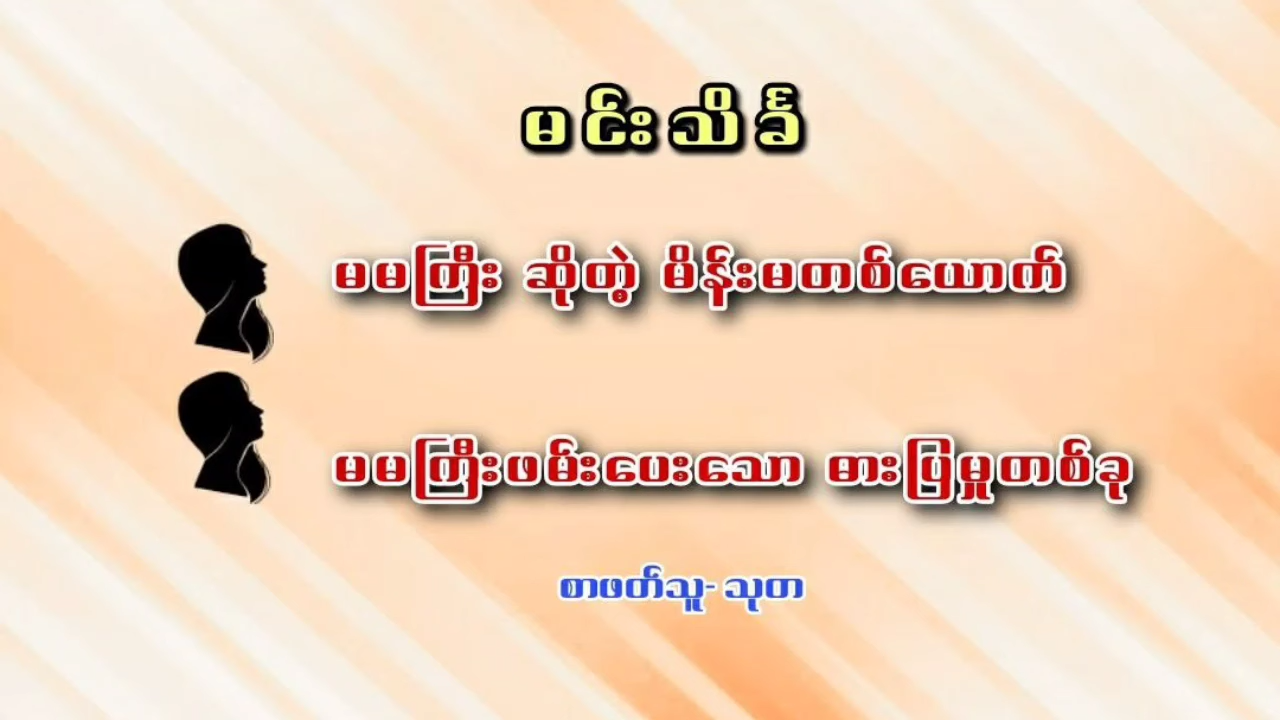 မင်းသိင်္ခ
မမကြီး ဆိုတဲ့ မိန်းမတစ်ယောက်
မမကြီးဖမ်းပေးသော ဓားပြမှုတစ်ခု
စာဖတ်သူ- သုတ